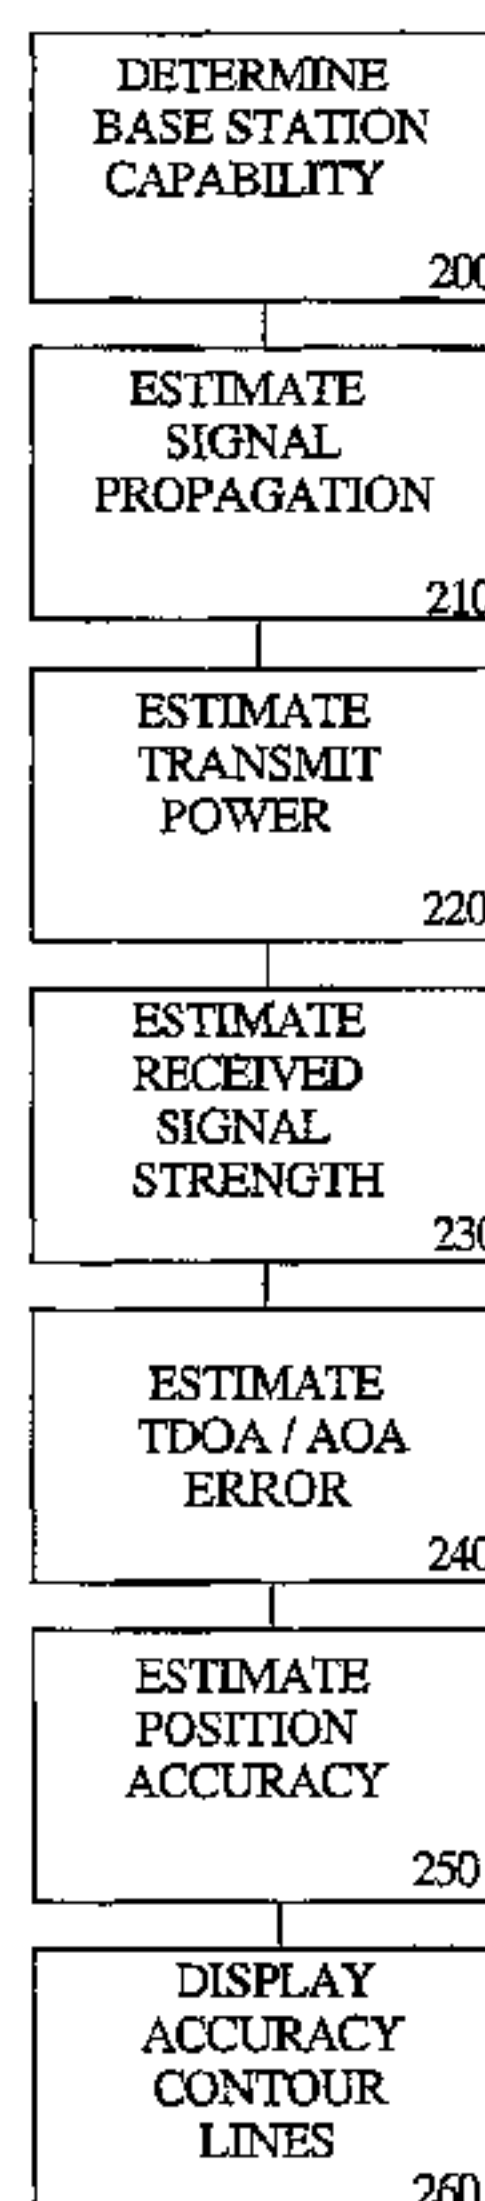 DETERMINE
BASE STATION
CAPABILITY
200
ESTIMATE
SIGNAL
PROPAGATION
210
ESTIMATE
TRANSMIT
POWER
220
ESTIMATE
RECEIVED
SIGNAL
STRENGTH
230
ESTIMATE
TDOA / AOA
ERROR
240
ESTIMATE
POSITION
ACCURACY
250
DISPLAY
ACCURACY
CONTOUR
LINES
260